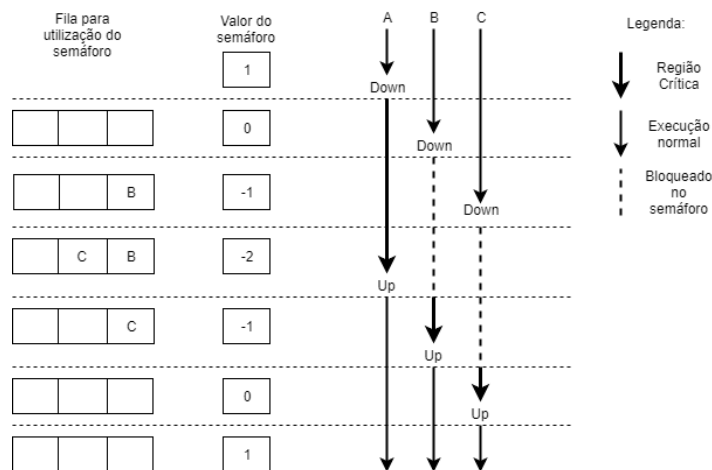 Fila para
utilização do
semáforo
Valor do
semáforo
A
B
C
Legenda:
1
Down
Região
Crítica
0
Down
Execução
normal
B
-1
Down
Bloqueado
no
semáforo
C
B
-2
Up
C
-1
Up
0
Up
1